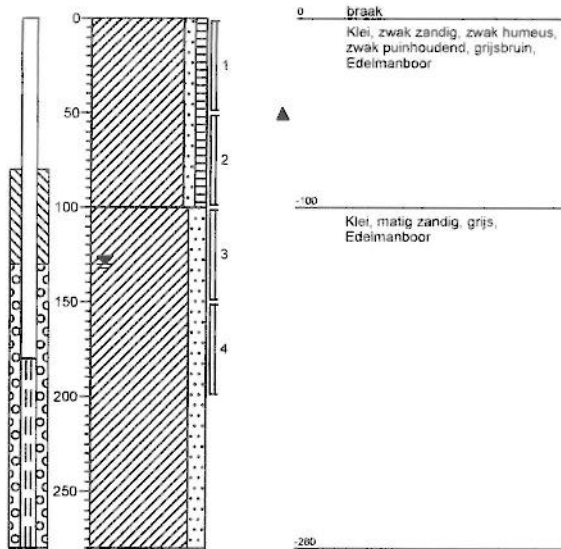 0
braak
Klei, zwak zandig, zwak humeus,
zwak puinhoudend, grijsbruin,
Edelmanboor
-100
Klei, matig zandig, grijs,
Edelmanboor
-280
0
50
100
150
200
250
1
2
3
4